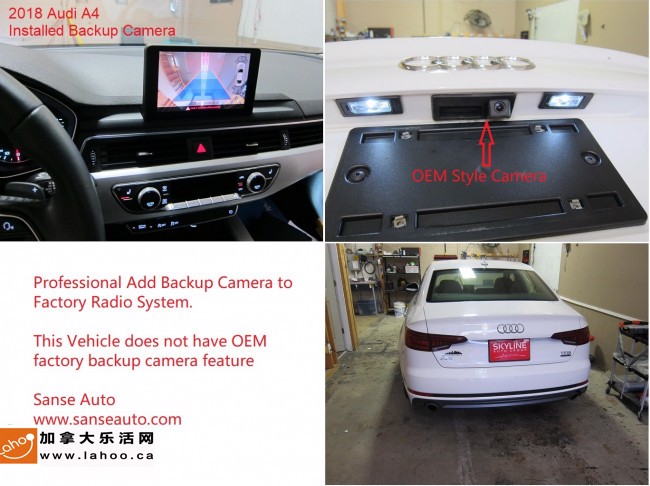 2018 Audi A4
Installed Backup Camera
OEM Style Camera
Professional Add Backup Camera to
Factory Radio System.
This Vehicle does not have OEM
factory backup camera feature
Sanse Auto
www.sanseauto.com
Lahoo
加拿大乐活网
www.lahoo.ca
SKYLINE